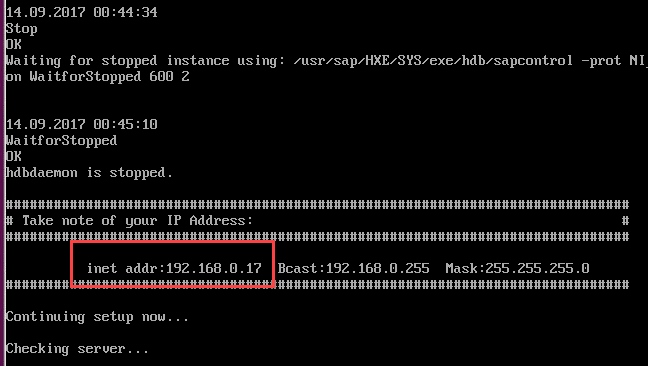 14.09.2017 00:44:34
Stop
OK
Waiting for stopped instance using: /usr/sap/HXE/SYS/exe/hdb/sapcontrol -prot NI_
on WaitforStopped 600 2
14.09.2017 00:45:10
WaitforStopped
OK
hdbdaemon is stopped.
##############################################################################
# Take note of your IP Address:                                              #
##############################################################################
inet addr:192.168.0.17  Bcast:192.168.0.255  Mask:255.255.255.0
##############################################################################
Continuing setup now...
Checking server...